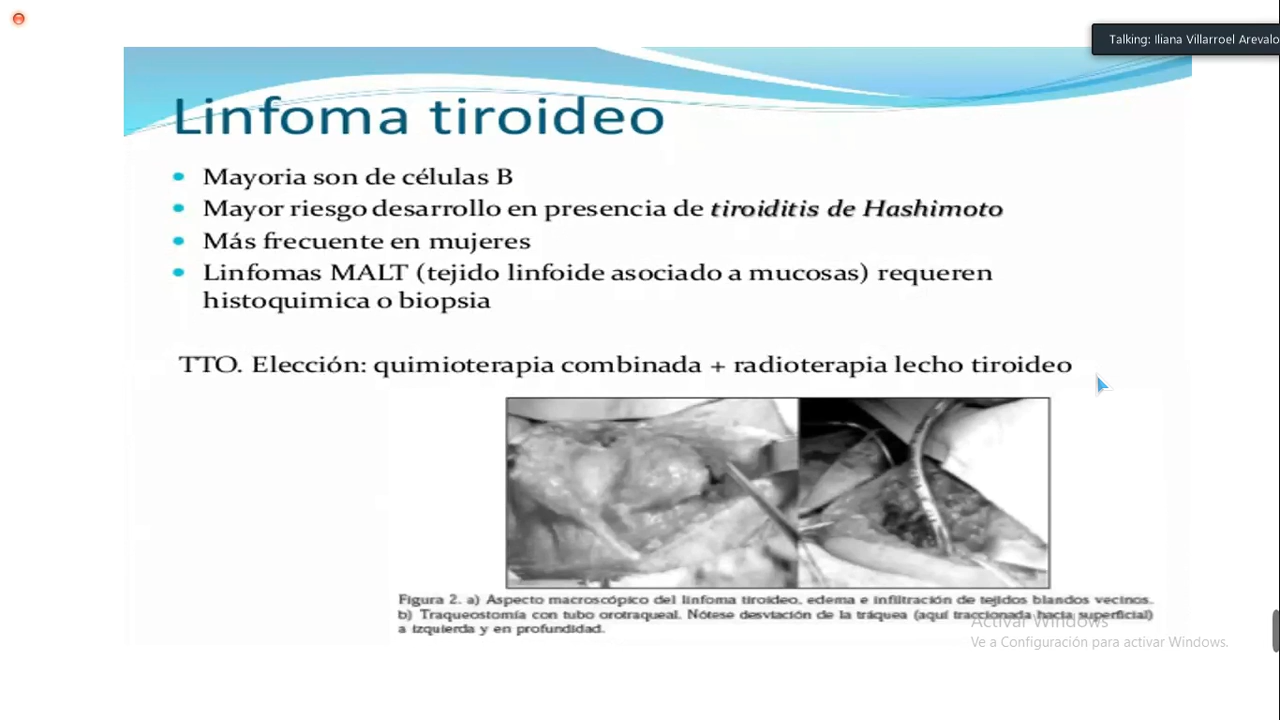 Talking: Iliana Villarroel Arevalo
Linfoma tiroideo
• Mayoria son de células B
• Mayor riesgo desarrollo en presencia de tiroiditis de Hashimoto
• Más frecuente en mujeres
• Linfomas MALT (tejido linfoide asociado a mucosas) requeren
histoquimica o biopsia
TTO. Elección: quimioterapia combinada + radioterapia lecho tiroideo
Figura 2. a) Aspecto macroscópico del linfoma tiroideo, edema e infiltración de tejidos blandos vecinos.
b) Traqueostomía con tubo orotraqueal. Nótese desviación de la tráquea (aquí traccionada hacia superficial)
a izquierda y en profundidad.
Activar Windows
Ve a Configuración para activar Windows.